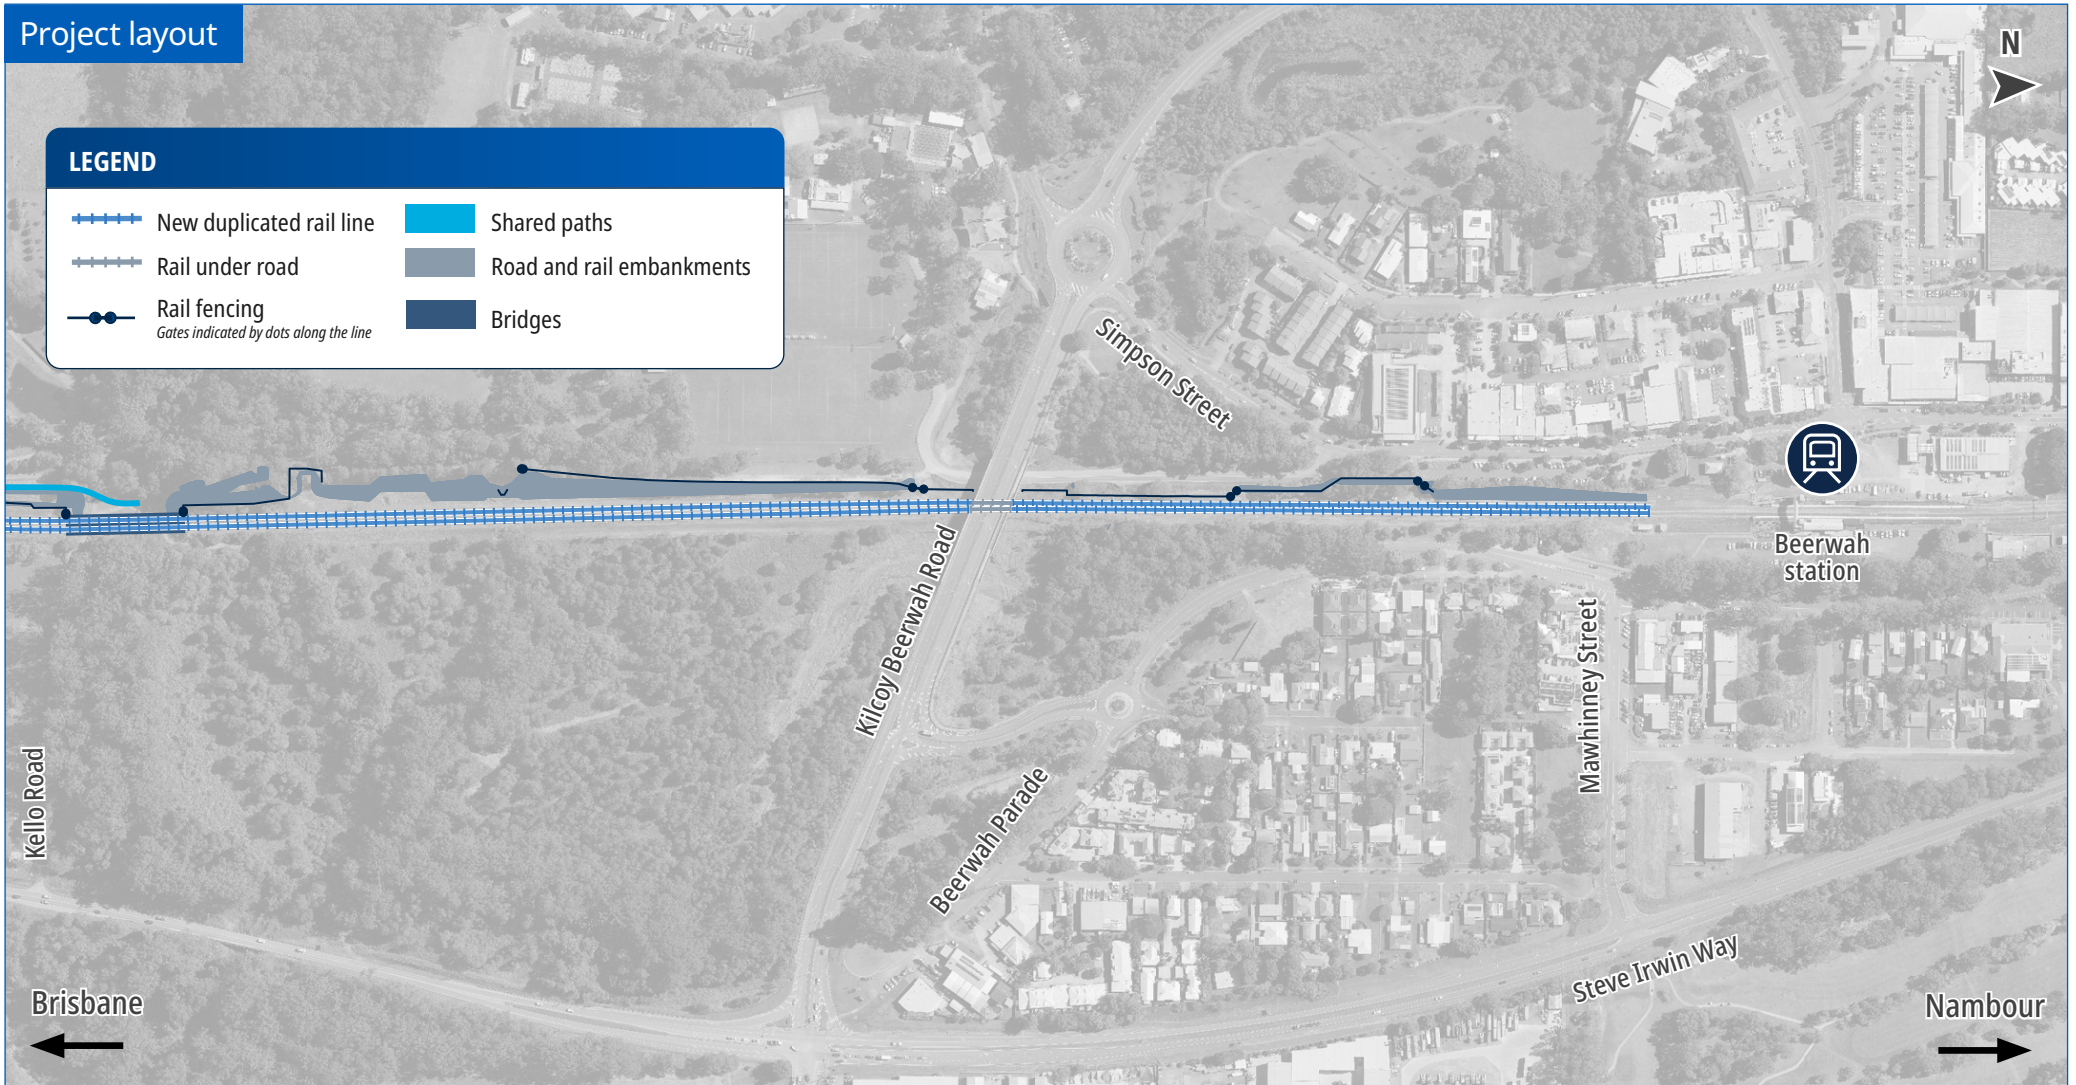 Project layout
N
LEGEND
New duplicated rail line
Shared paths
Rail under road
Road and rail embankments
Rail fencing
Gates indicated by dots along the line
Bridges
Simpson Street
Beerwah
station
Kilcoy Beerwah Road
Mawhinney Street
Kello Road
Beerwah Parade
Steve Irwin Way
Brisbane
Nambour